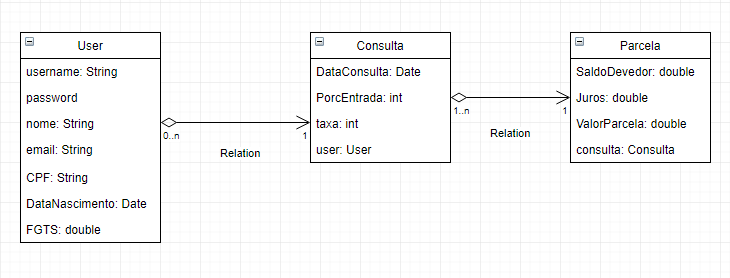 User
username: String
password
nome: String
email: String
CPF: String
DataNascimento: Date
FGTS: double
0..n
1
Relation
Consulta
DataConsulta: Date
PorcEntrada: int
taxa: int
user: User
1..n
1
Relation
Parcela
SaldoDevedor: double
Juros: double
ValorParcela: double
consulta: Consulta